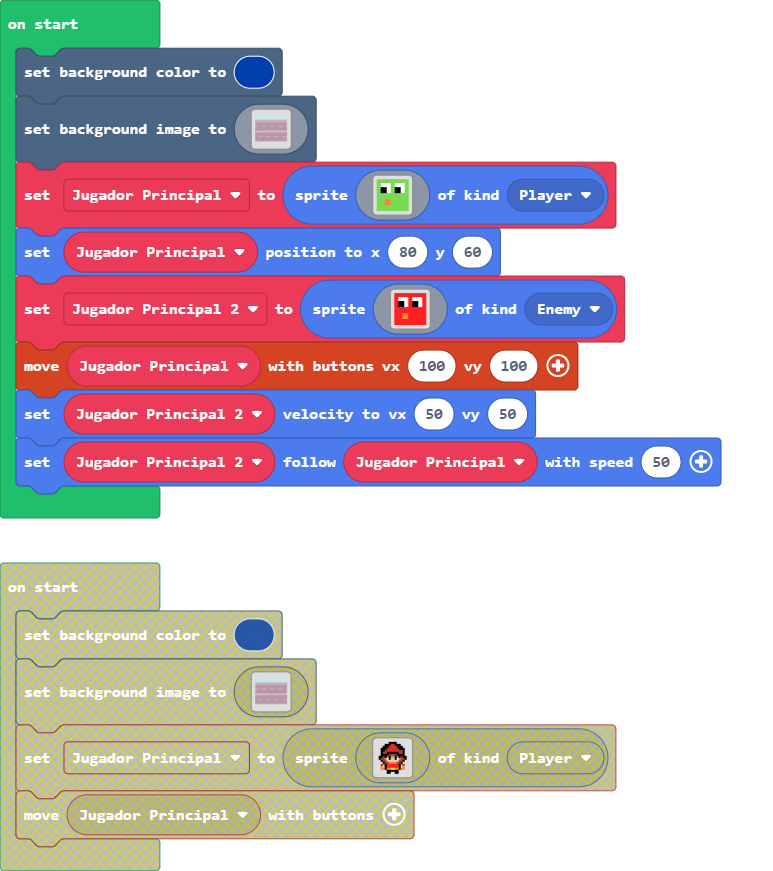 on start
set background color to
set background image to
set Jugador Principal to sprite of kind Player
set Jugador Principal position to x 80 y 60
set Jugador Principal 2 to sprite of kind Enemy
move Jugador Principal with buttons vx 100 vy 100
set Jugador Principal 2 velocity to vx 50 vy 50
set Jugador Principal 2 follow Jugador Principal with speed 50
on start
set background color to
set background image to
set Jugador Principal to sprite of kind Player
move Jugador Principal with buttons